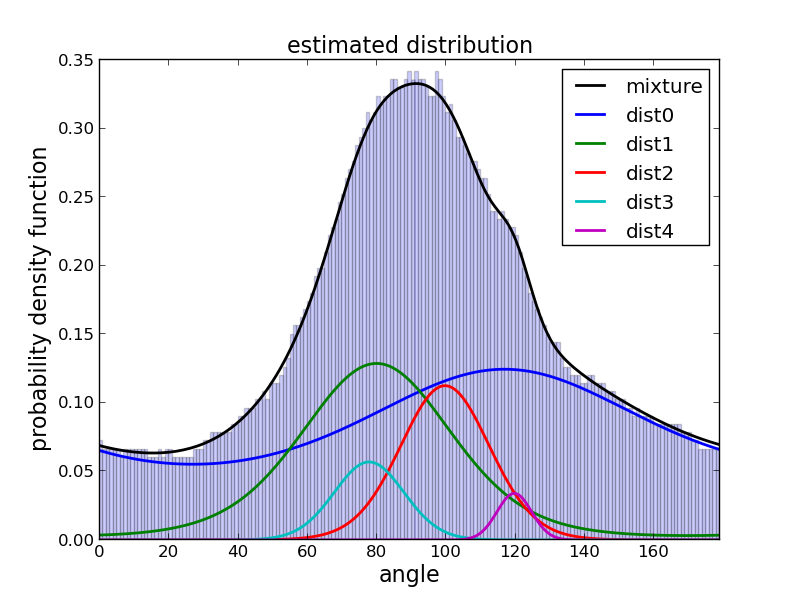 estimated distribution
probability density function
0.35
0.30
0.25
0.20
0.15
0.10
0.05
0.00
mixture
dist0
dist1
dist2
dist3
dist4
0 20 40 60 80 100 120 140 160
angle